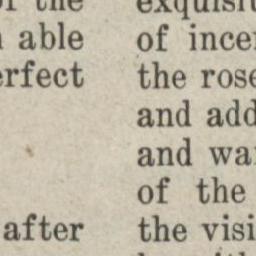 of the
able
erfect
after
exquisit
of incen
the rose
and add
and wa
of the
the visi